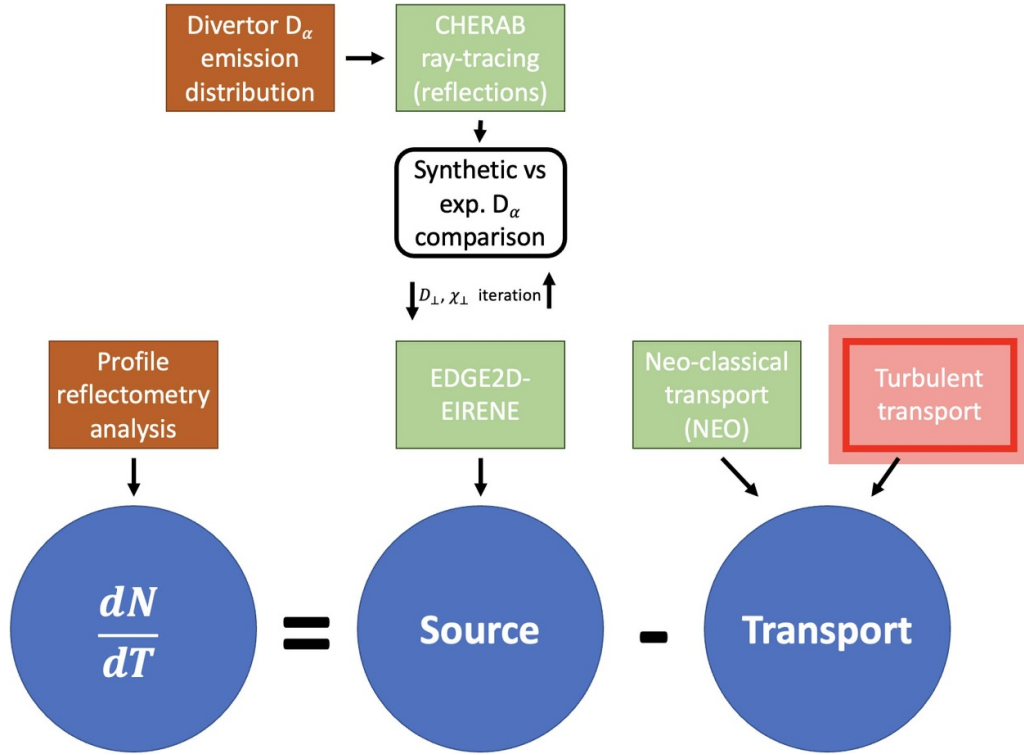 Divertor D𝛼
emission
distribution
CHERAB
ray-tracing
(reflections)
Synthetic vs
exp. D𝛼
comparison
D⊥, χ⊥ iteration
Profile
reflectometry
analysis
EDGE2D-
EIRENE
Neo-classical
transport
(NEO)
Turbulent
transport
dN
dT
=
Source
-
Transport